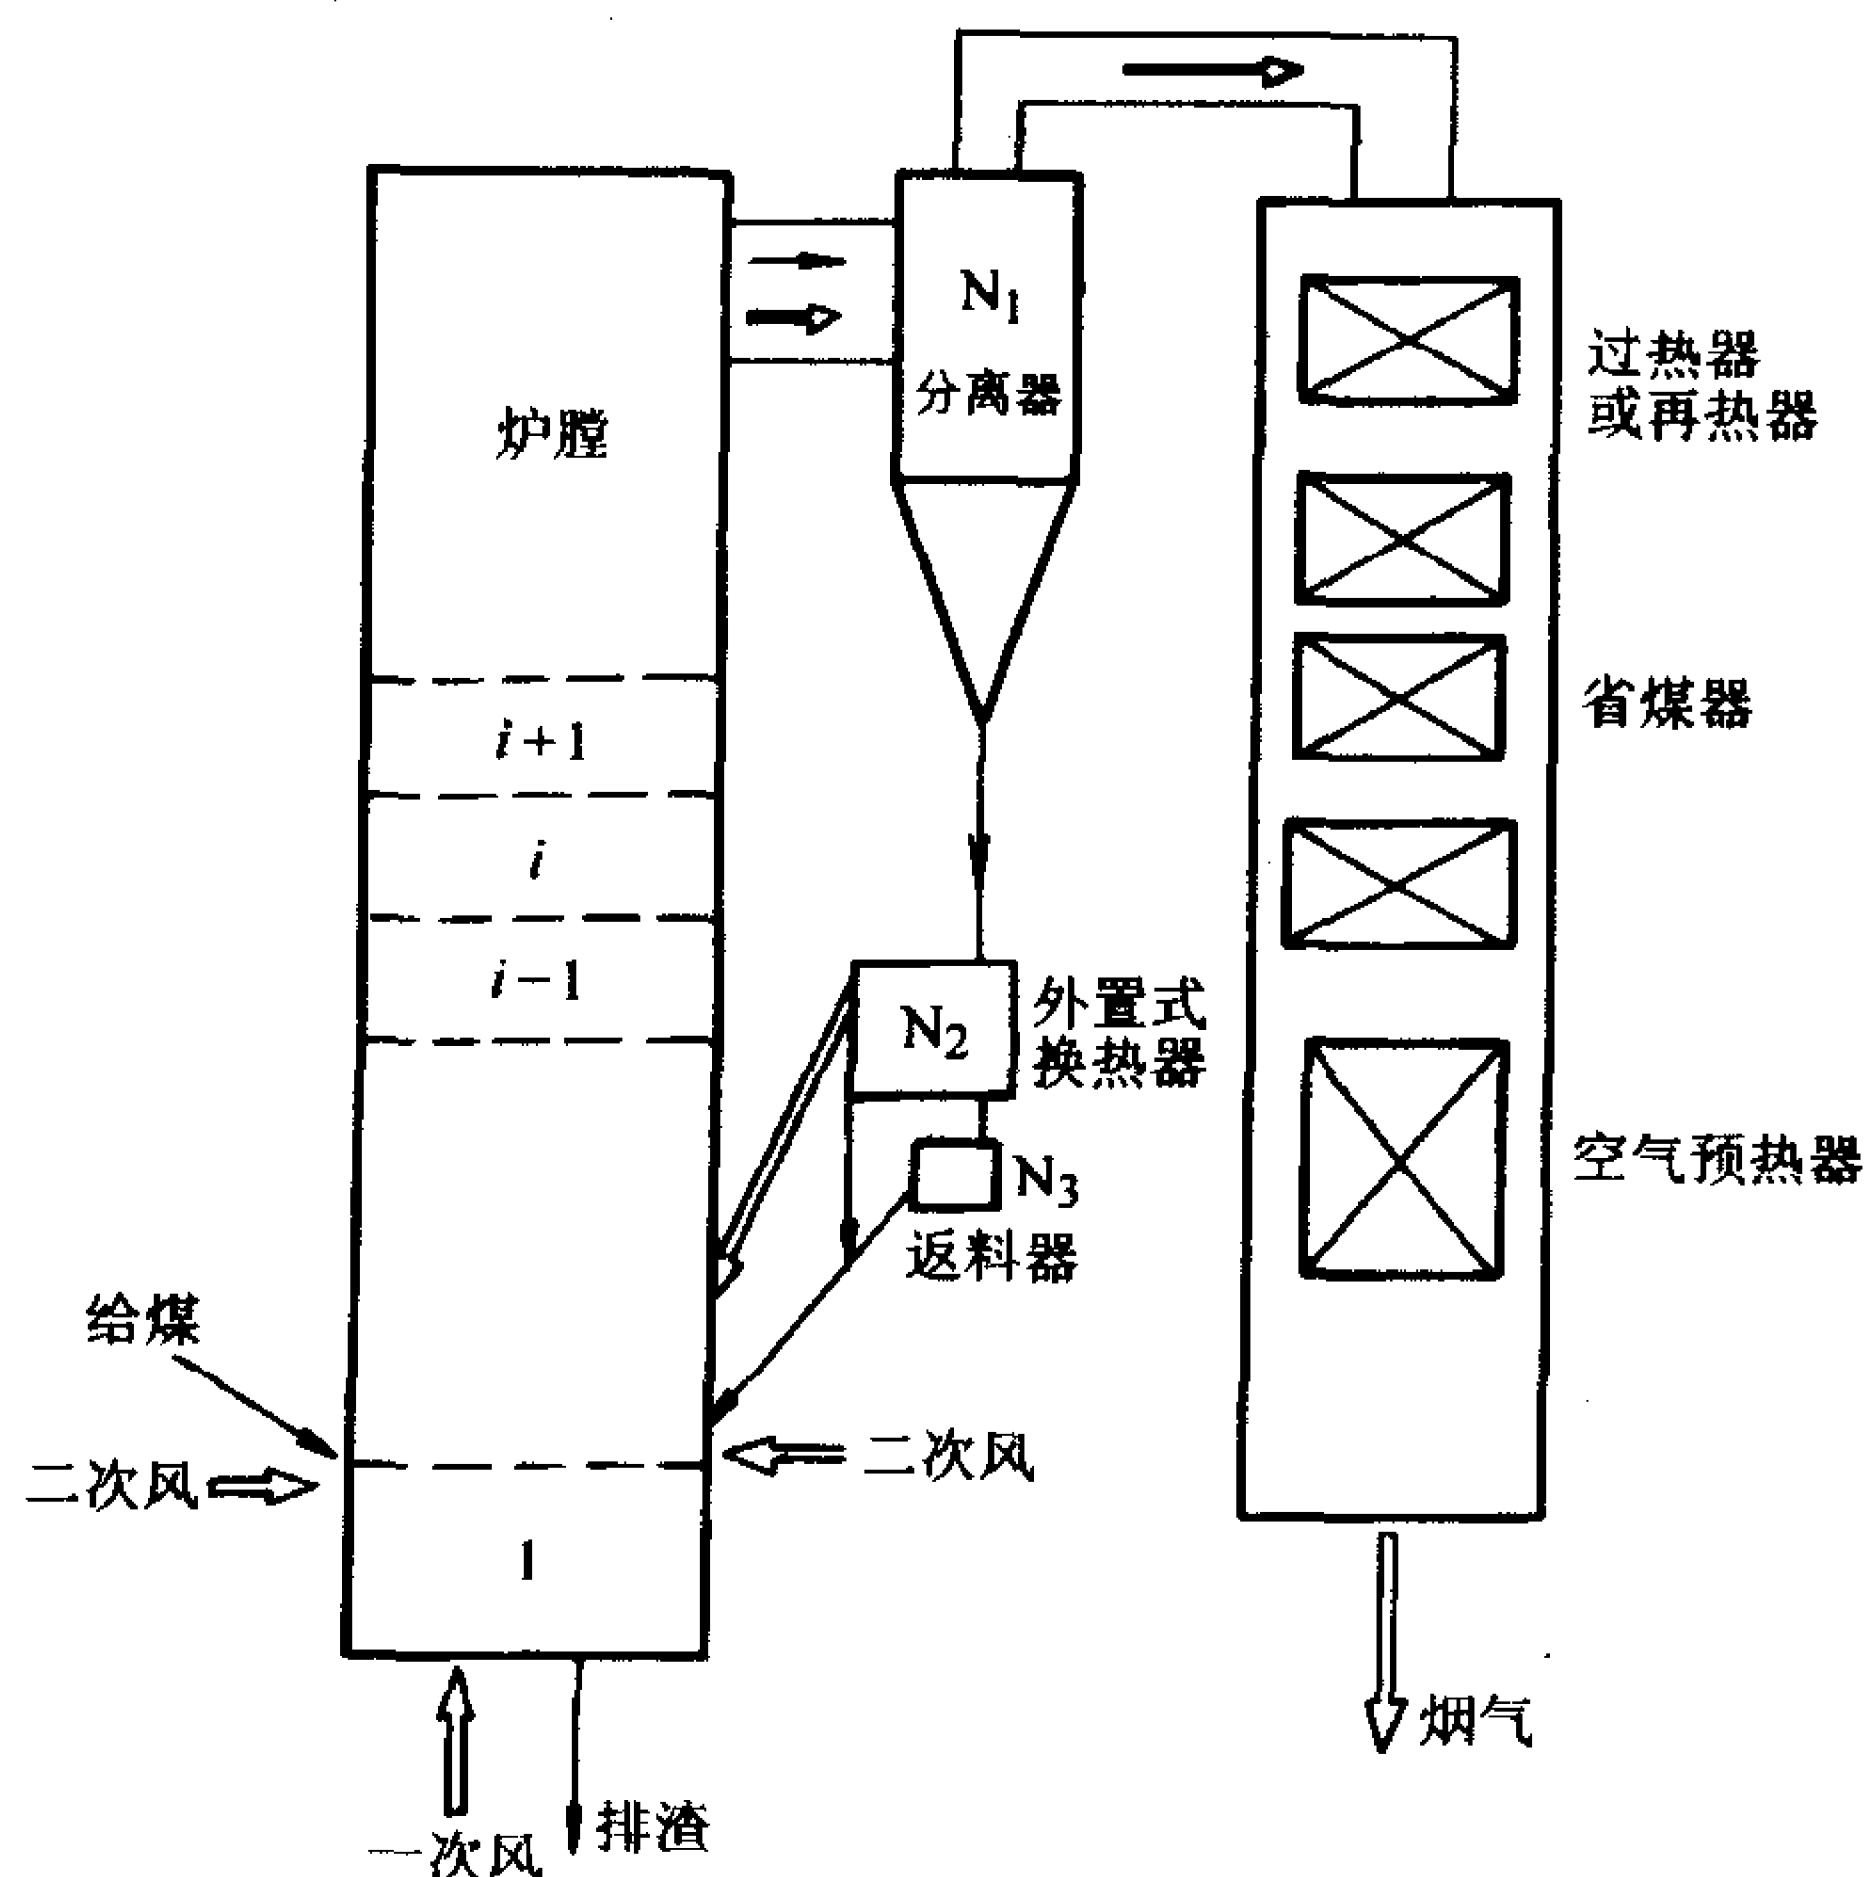 N₁
分离器
过热器
或再热器
炉膛
省煤器
i+1
i
i-1
N₂
外置式
换热器
N₃
返料器
空气预热器
给煤
二次风
二次风
1
烟气
排渣
一次风